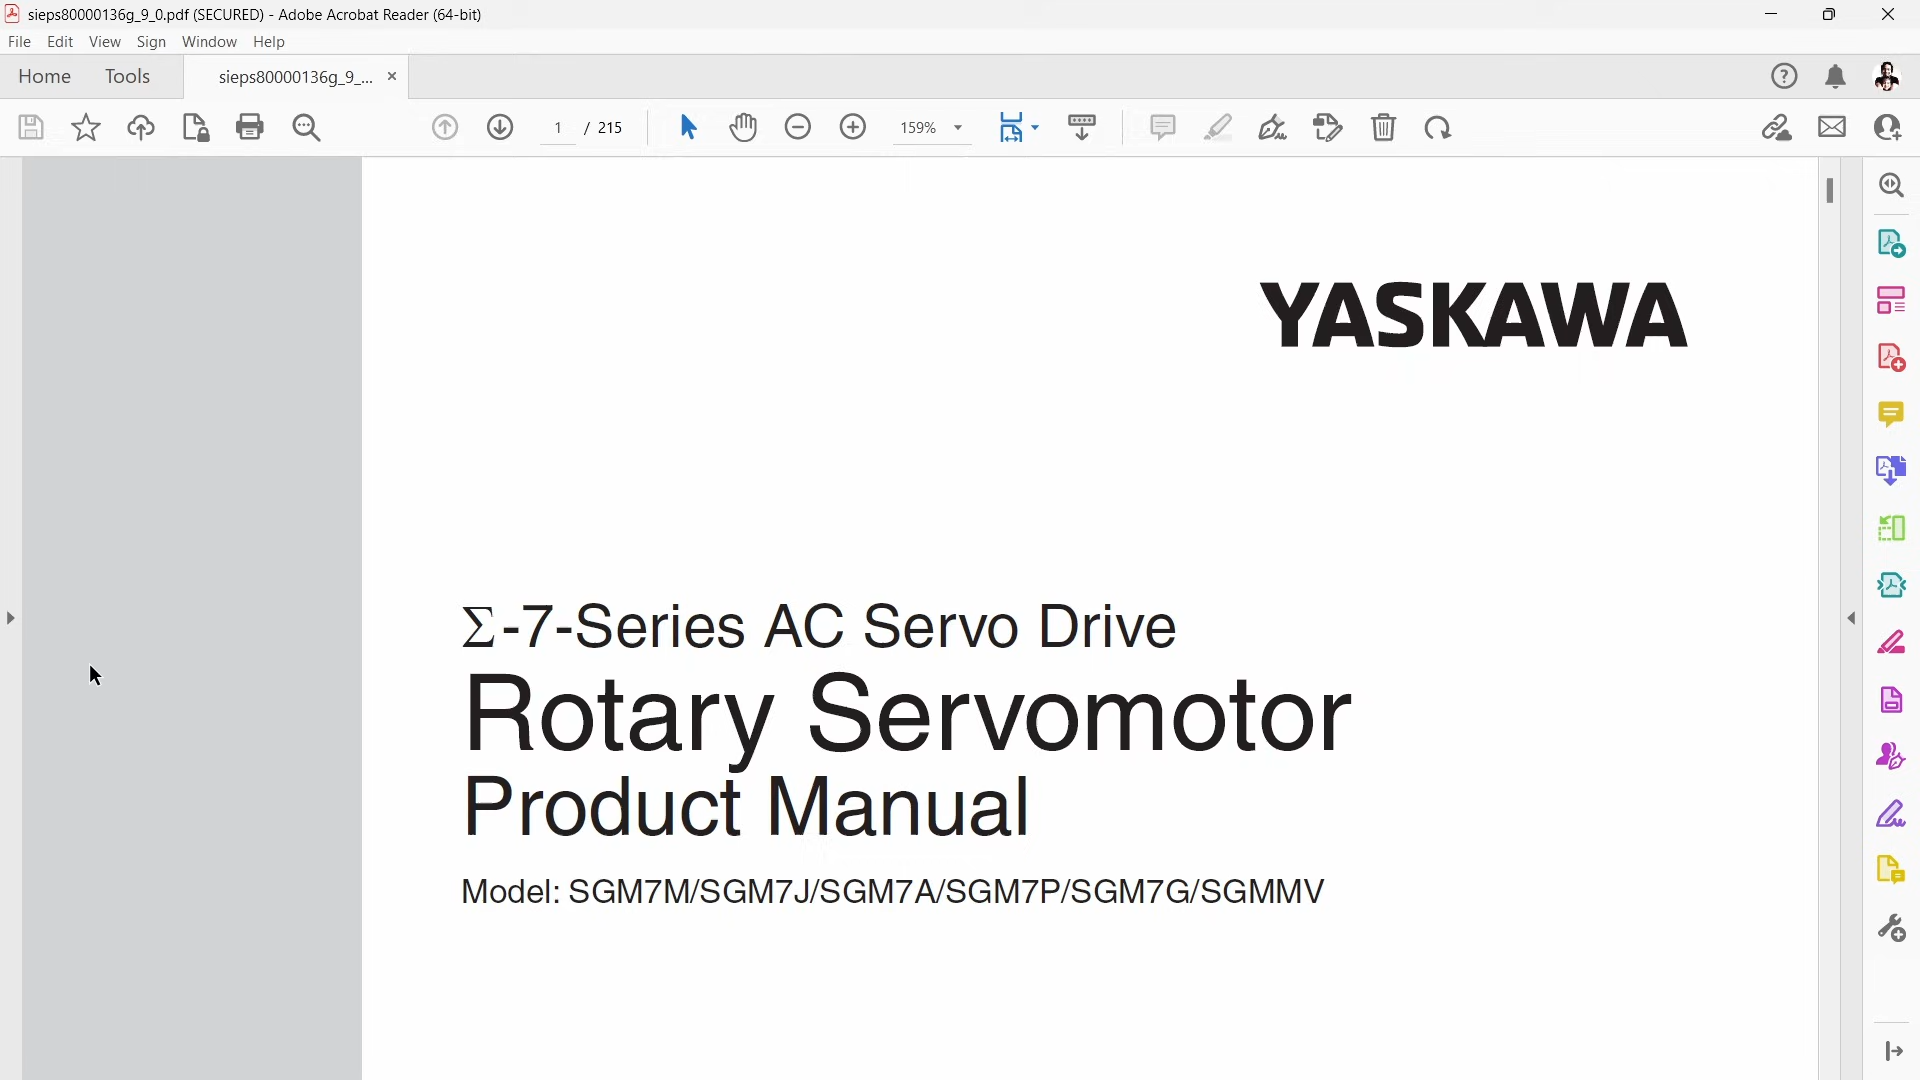 sieps80000136g_9_0.pdf (SECURED) - Adobe Acrobat Reader (64-bit)
File Edit View Sign Window Help
Home Tools sieps80000136g_9_... ×
1 / 215 159%
YASKAWA
Σ-7-Series AC Servo Drive
Rotary Servomotor
Product Manual
Model: SGM7M/SGM7J/SGM7A/SGM7P/SGM7G/SGMMV